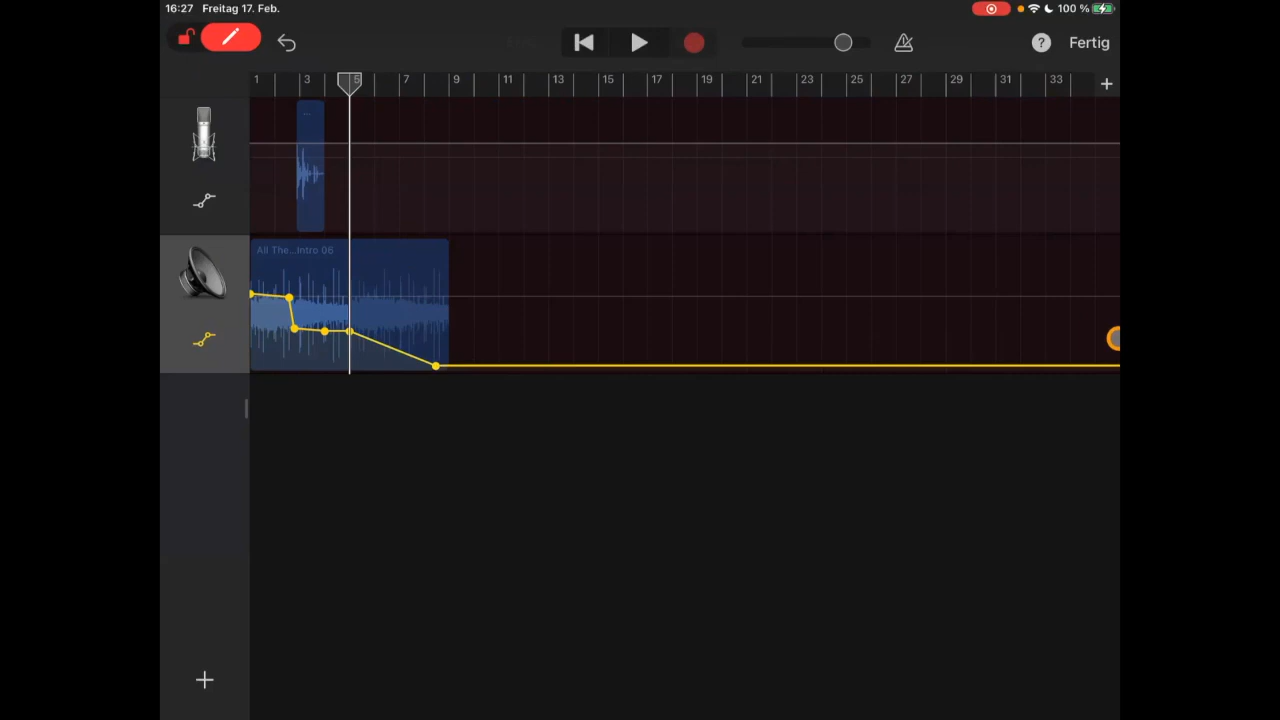 16:27 Freitag 17. Feb. 100 %
? Fertig
1 3 5 7 9 11 13 15 17 19 21 23 25 27 29 31 33 +
All The...Intro 06
+